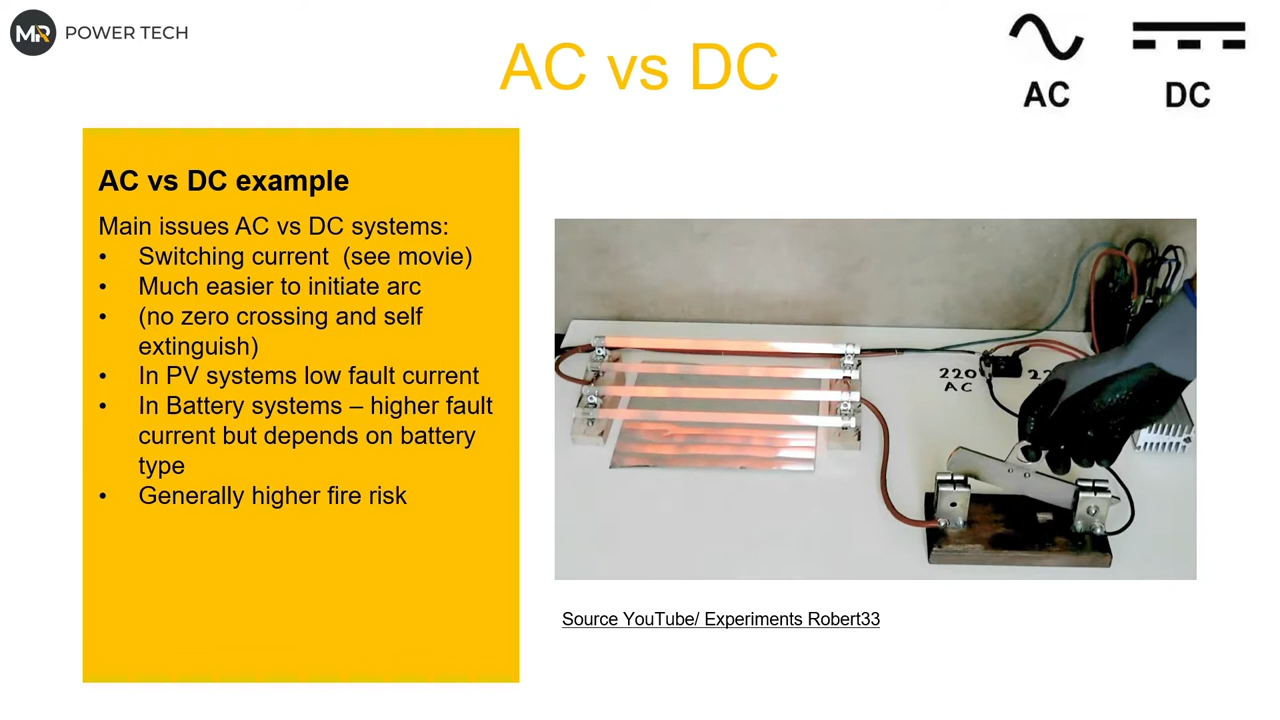 MR POWER TECH
AC vs DC
AC
DC
AC vs DC example
Main issues AC vs DC systems:
• Switching current  (see movie)
• Much easier to initiate arc
• (no zero crossing and self
extinguish)
• In PV systems low fault current
• In Battery systems – higher fault
current but depends on battery
type
• Generally higher fire risk
220
AC
22
Source YouTube/ Experiments Robert33